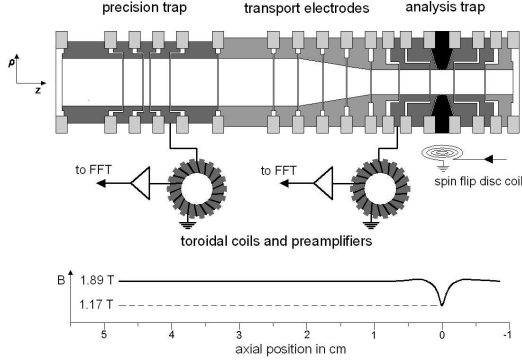 precision trap transport electrodes analysis trap
ρ
z
to FFT to FFT
spin flip disc coil
toroidal coils and preamplifiers
B
1.89 T
1.17 T
5 4 3 2 1 0 -1
axial position in cm